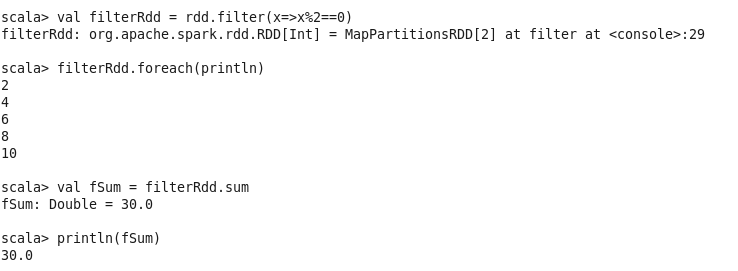 scala> val filterRdd = rdd.filter(x=>x%2==0)
filterRdd: org.apache.spark.rdd.RDD[Int] = MapPartitionsRDD[2] at filter at <console>:29
scala> filterRdd.foreach(println)
2
4
6
8
10
scala> val fSum = filterRdd.sum
fSum: Double = 30.0
scala> println(fSum)
30.0